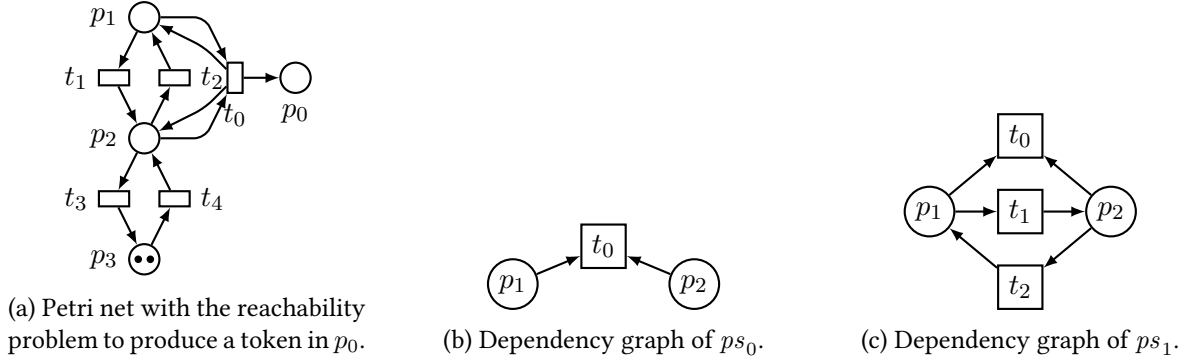 p₁
t₁
t₂
t₀
p₀
p₂
t₃
t₄
p₃
(a) Petri net with the reachability
problem to produce a token in p₀.
t₀
p₁
p₂
(b) Dependency graph of ps₀.
t₀
p₁
t₁
p₂
t₂
(c) Dependency graph of ps₁.